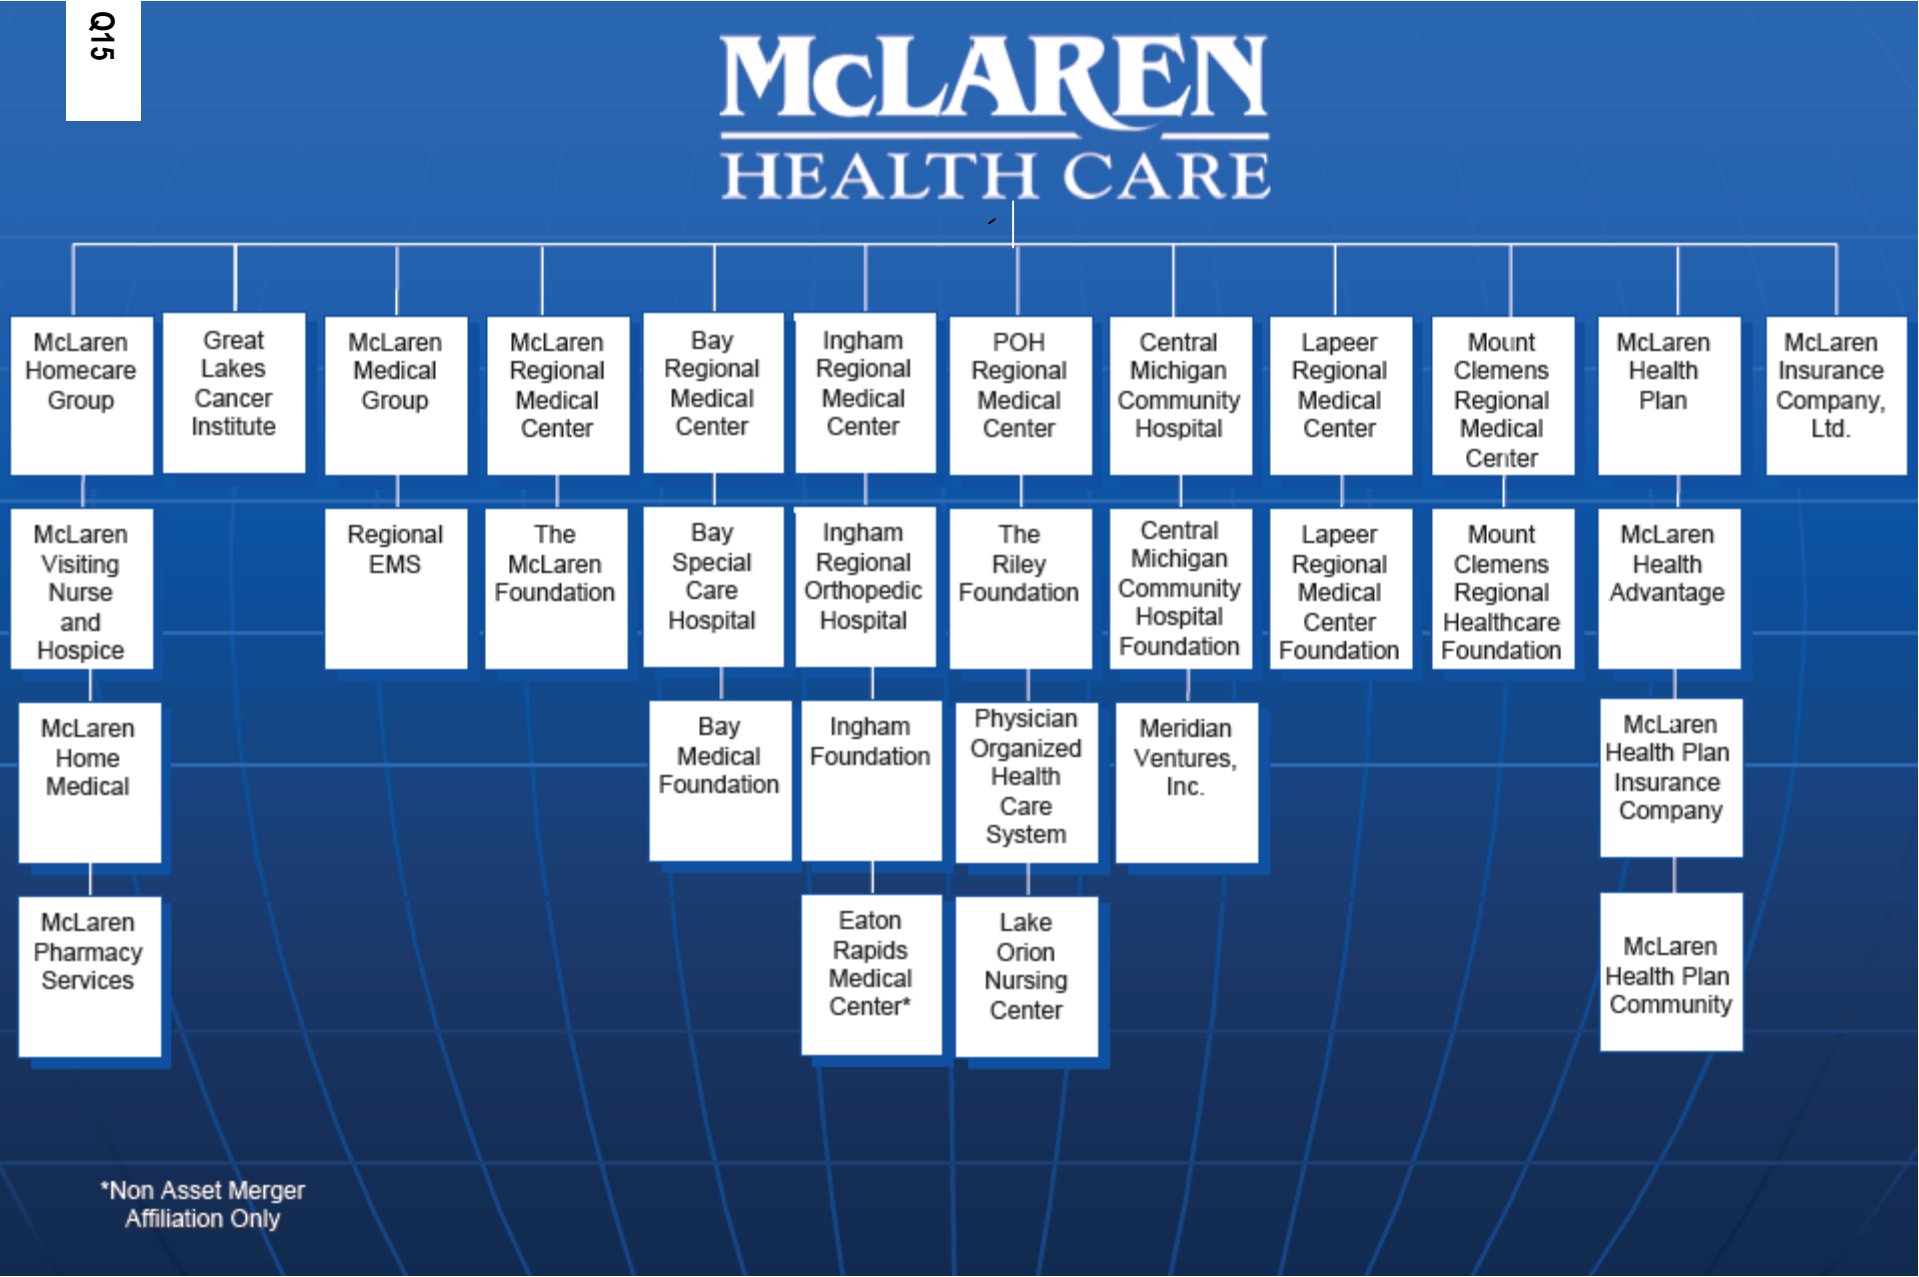 Q15
McLAREN
HEALTH CARE
McLaren
Homecare
Group
Great
Lakes
Cancer
Institute
McLaren
Medical
Group
McLaren
Regional
Medical
Center
Bay
Regional
Medical
Center
Ingham
Regional
Medical
Center
POH
Regional
Medical
Center
Central
Michigan
Community
Hospital
Lapeer
Regional
Medical
Center
Mount
Clemens
Regional
Medical
Center
McLaren
Health
Plan
McLaren
Insurance
Company,
Ltd.
McLaren
Visiting
Nurse
and
Hospice
Regional
EMS
The
McLaren
Foundation
Bay
Special
Care
Hospital
Ingham
Regional
Orthopedic
Hospital
The
Riley
Foundation
Central
Michigan
Community
Hospital
Foundation
Lapeer
Regional
Medical
Center
Foundation
Mount
Clemens
Regional
Healthcare
Foundation
McLaren
Health
Advantage
McLaren
Home
Medical
Bay
Medical
Foundation
Ingham
Foundation
Physician
Organized
Health
Care
System
Meridian
Ventures,
Inc.
McLaren
Health Plan
Insurance
Company
McLaren
Pharmacy
Services
Eaton
Rapids
Medical
Center*
Lake
Orion
Nursing
Center
McLaren
Health Plan
Community
*Non Asset Merger
Affiliation Only